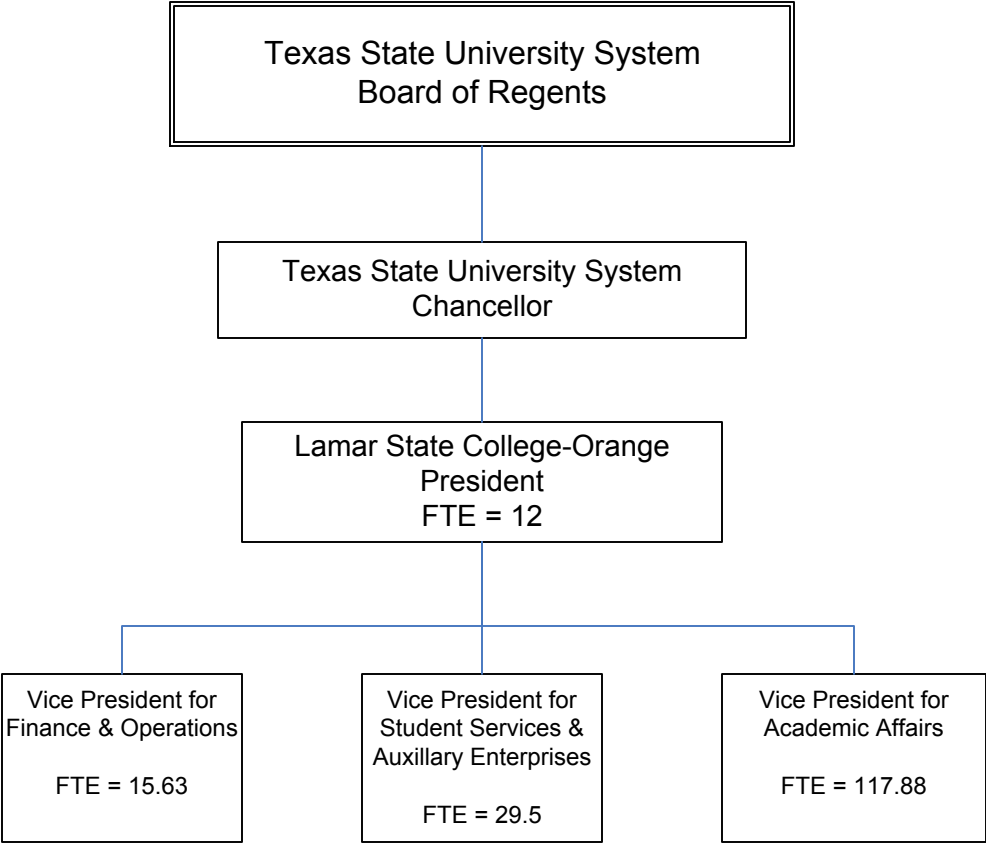 Texas State University System
Board of Regents
Texas State University System
Chancellor
Lamar State College-Orange
President
FTE = 12
Vice President for
Finance & Operations
FTE = 15.63
Vice President for
Student Services &
Auxillary Enterprises
FTE = 29.5
Vice President for
Academic Affairs
FTE = 117.88